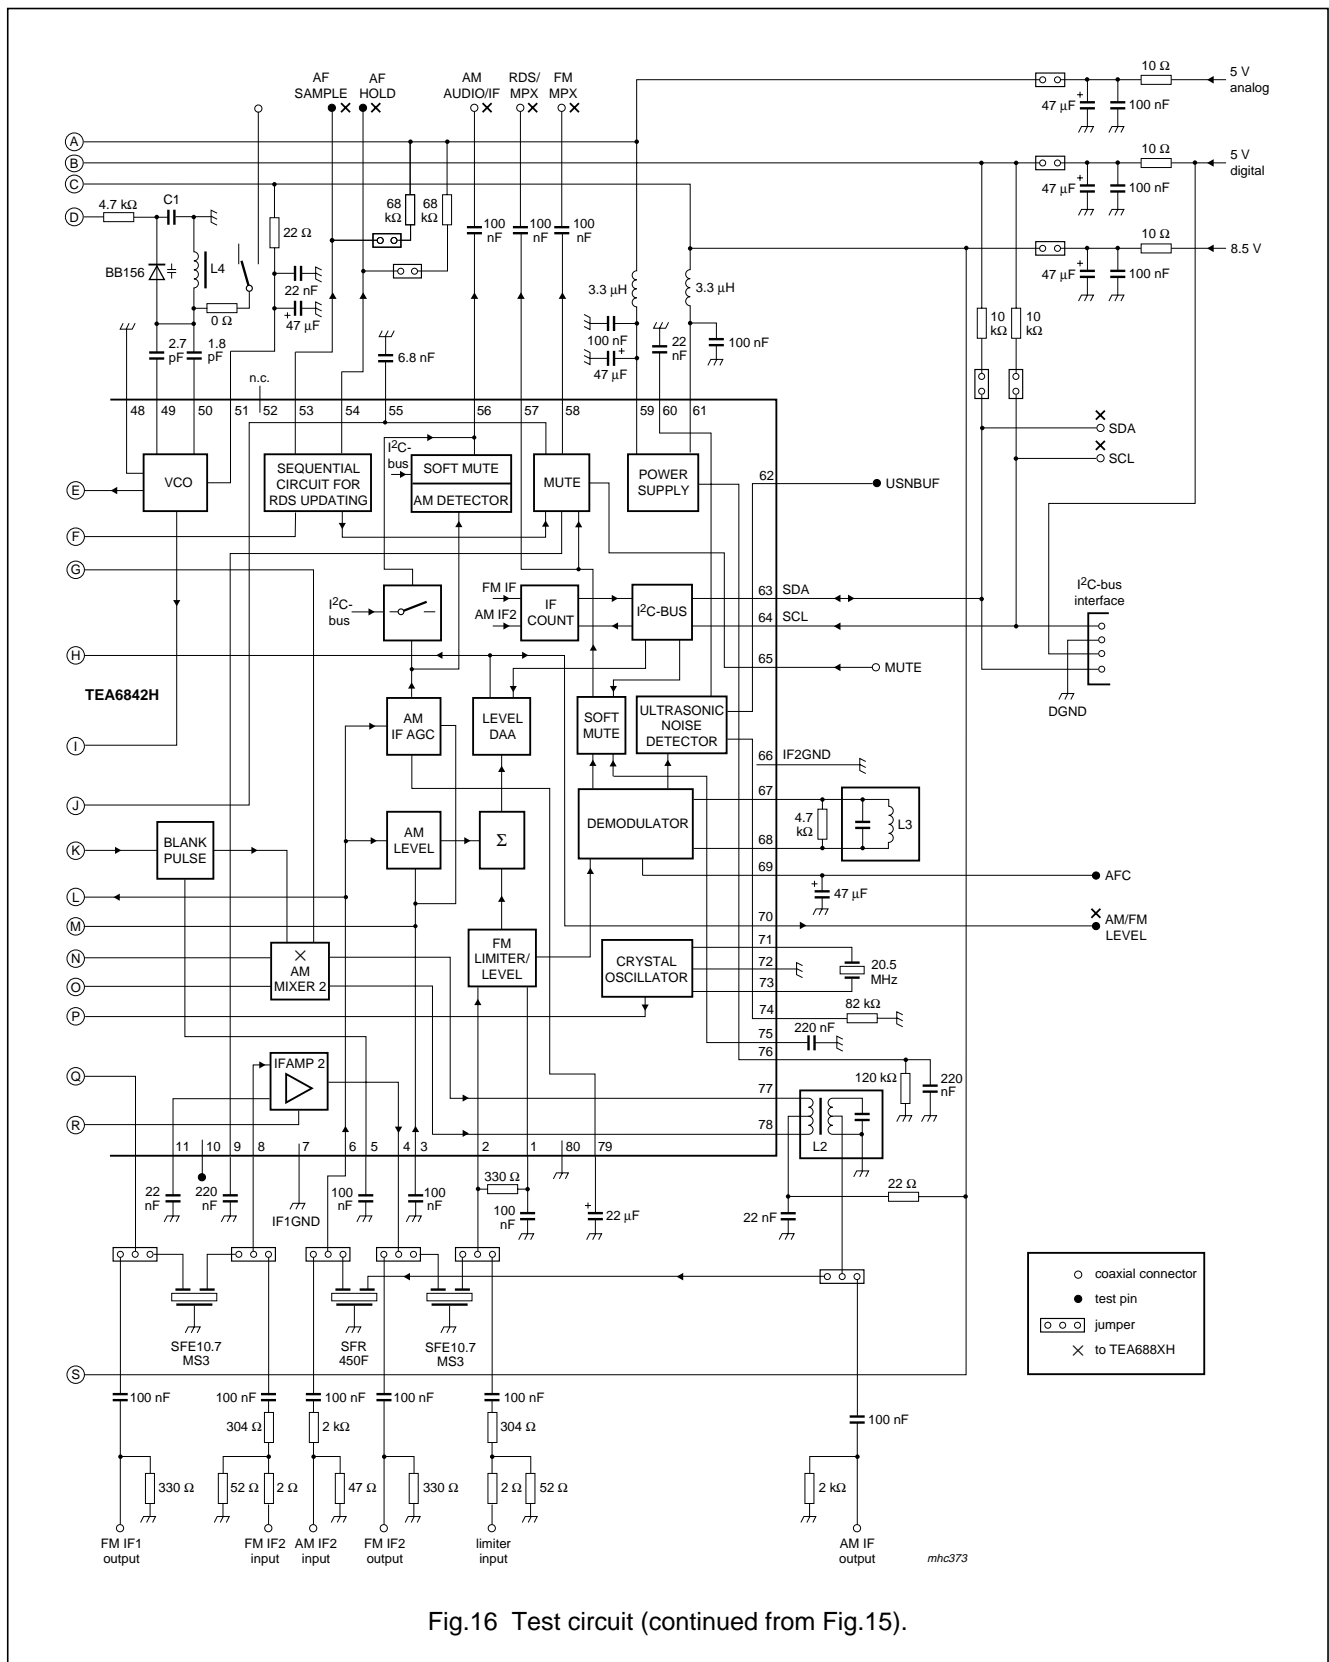 AF
SAMPLE
AF
HOLD
AM
AUDIO/IF
RDS/
MPX
FM
MPX
10 Ω
5 V
analog
47 µF
+
100 nF
A
B
10 Ω
5 V
digital
47 µF
+
100 nF
C
D
4.7 kΩ
C1
22 Ω
68
kΩ
68
kΩ
100
nF
100
nF
100
nF
10 Ω
8.5 V
47 µF
+
100 nF
BB156
L4
22 nF
0 Ω
+
47 µF
3.3 µH
3.3 µH
10
kΩ
10
kΩ
2.7
pF
1.8
pF
6.8 nF
100 nF
+
47 µF
22
nF
100 nF
n.c.
48
49
50
51
52
53
54
55
56
57
58
59
60
61
SDA
SCL
I2C-
bus
VCO
SEQUENTIAL
CIRCUIT FOR
RDS UPDATING
SOFT MUTE
AM DETECTOR
MUTE
POWER
SUPPLY
62
USNBUF
E
F
G
I2C-
bus
FM IF
AM IF2
IF
COUNT
I2C-BUS
63
SDA
64
SCL
I2C-bus
interface
H
65
MUTE
TEA6842H
DGND
AM
IF AGC
LEVEL
DAA
SOFT
MUTE
ULTRASONIC
NOISE
DETECTOR
I
66
IF2GND
J
67
4.7
kΩ
L3
BLANK
PULSE
AM
LEVEL
Σ
DEMODULATOR
K
68
69
AFC
L
+
47 µF
70
AM/FM
LEVEL
M
N
AM
MIXER 2
FM
LIMITER/
LEVEL
CRYSTAL
OSCILLATOR
71
72
73
20.5
MHz
O
P
74
82 kΩ
75
220 nF
76
Q
IFAMP 2
120 kΩ
220
nF
77
R
78
L2
11
10
9
8
7
6
5
4
3
2
1
80
79
22
nF
220
nF
IF1GND
100
nF
100
nF
330 Ω
100
nF
+
22 µF
22 Ω
22 nF
SFE10.7
MS3
SFR
450F
SFE10.7
MS3
coaxial connector
test pin
jumper
to TEA688XH
S
100 nF
100 nF
100 nF
100 nF
100 nF
100 nF
304 Ω
2 kΩ
304 Ω
330 Ω
52 Ω
2 Ω
47 Ω
330 Ω
2 Ω
52 Ω
2 kΩ
FM IF1
output
FM IF2
input
AM IF2
input
FM IF2
output
limiter
input
AM IF
output
mhc373
Fig.16 Test circuit (continued from Fig.15).